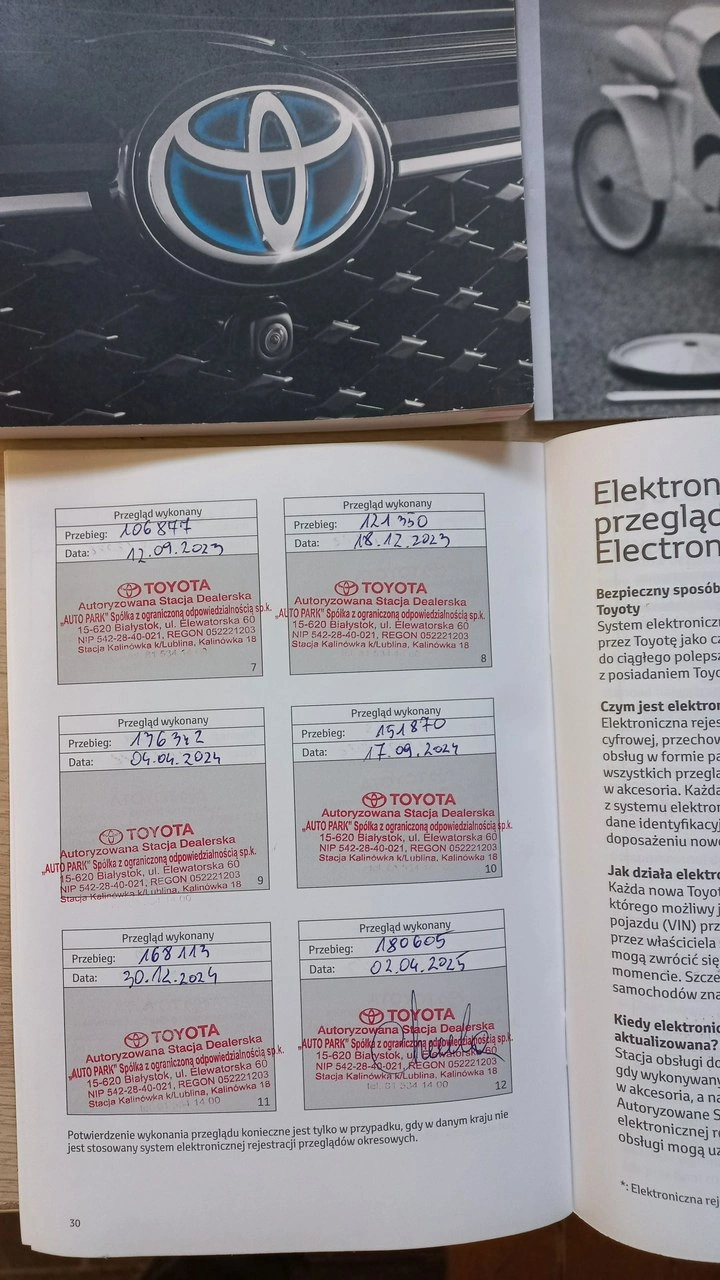 Przegląd wykonany
Przebieg: 106877
Data: 12.09.2023
TOYOTA
Autoryzowana Stacja Dealerska
„AUTO PARK" Spółka z ograniczoną odpowiedzialnością sp.k.
15-620 Białystok, ul. Elewatorska 60
NIP 542-28-40-021, REGON 052221203
Stacja Kalinówka k/Lublina, Kalinówka 18
7
Przegląd wykonany
Przebieg: 121350
Data: 18.12.2023
TOYOTA
Autoryzowana Stacja Dealerska
„AUTO PARK" Spółka z ograniczoną odpowiedzialnością sp.k.
15-620 Białystok, ul. Elewatorska 60
NIP 542-28-40-021, REGON 052221203
Stacja Kalinówka k/Lublina, Kalinówka 18
8
Przegląd wykonany
Przebieg: 136342
Data: 04.04.2024
TOYOTA
Autoryzowana Stacja Dealerska
AUTO PARK" Spółka z ograniczoną odpowiedzialnością sp.k.
15-620 Białystok, ul. Elewatorska 60
NIP 542-28-40-021, REGON 052221203
Stacja Kalinówka k/Lublina, Kalinówka 18
9
Przegląd wykonany
Przebieg: 151870
Data: 17.09.2024
TOYOTA
Autoryzowana Stacja Dealerska
„AUTO PARK" Spółka z ograniczoną odpowiedzialnością sp.k.
15-620 Białystok, ul. Elewatorska 60
NIP 542-28-40-021, REGON 052221203
Stacja Kalinówka k/Lublina, Kalinówka 18
10
Przegląd wykonany
Przebieg: 168113
Data: 30.12.2024
TOYOTA
Autoryzowana Stacja Dealerska
„AUTO PARK" Spółka z ograniczoną odpowiedzialnością sp.k.
15-620 Białystok, ul. Elewatorska 60
NIP 542-28-40-021, REGON 052221203
Stacja Kalinówka k/Lublina, Kalinówka 18
14 00
11
Przegląd wykonany
Przebieg: 180605
Data: 02.04.2025
TOYOTA
Autoryzowana Stacja Dealerska
„AUTO PARK" Spółka z ograniczoną odpowiedzialnością sp.k.
15-620 Białystok, ul. Elewatorska 60
NIP 542-28-40-021, REGON 052221203
Stacja Kalinówka k/Lublina, Kalinówka 18
tel. 81 534 14 00
12
Potwierdzenie wykonania przeglądu konieczne jest tylko w przypadku, gdy w danym kraju nie
jest stosowany system elektronicznej rejestracji przeglądów okresowych.
30
Elektron
przegląd
Electron
Bezpieczny sposób
Toyoty
System elektroniczn
przez Toyotę jako cz
do ciągłego polepsz
z posiadaniem Toyo
Czym jest elektron
Elektroniczna rejes
cyfrowej, przechow
obsług w formie pa
wszystkich przeglą
w akcesoria. Każda
z systemu elektron
dane identyfikacyj
doposażeniu nowe
Jak działa elektro
Każda nowa Toyot
którego możliwy j
pojazdu (VIN) prz
przez właściciela
mogą zwrócić się
momencie. Szcze
samochodów zna
Kiedy elektronic
aktualizowana?
Stacja obsługi do
gdy wykonywany
w akcesoria, a na
Autoryzowane S
elektronicznej re
obsługi mogą uz
*: Elektroniczna rej